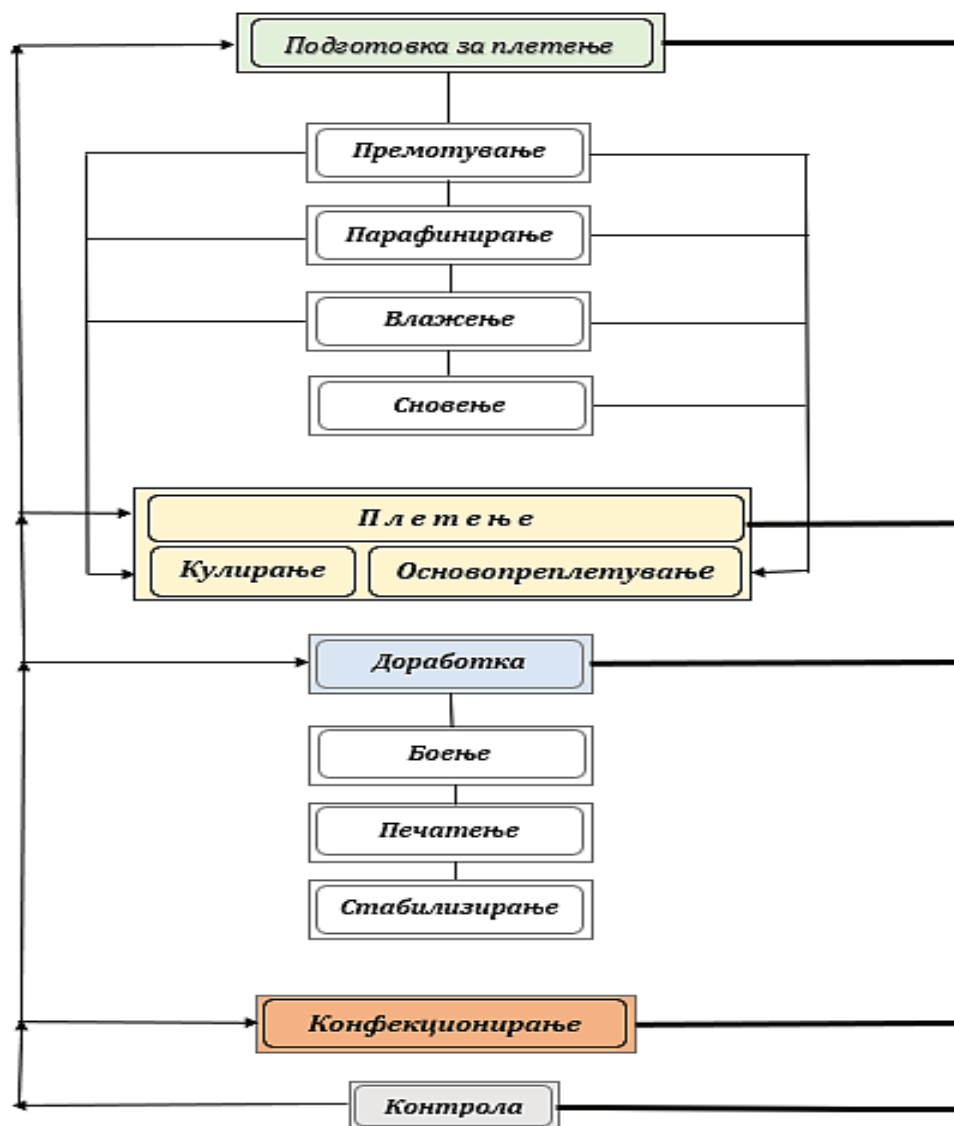 Подготовка за плетење
Премотување
Парафинирање
Влажење
Сновење
П л е т е њ е
Кулирање
Основопреплетување
Доработка
Боење
Печатење
Стабилизирање
Конфекционирање
Контрола